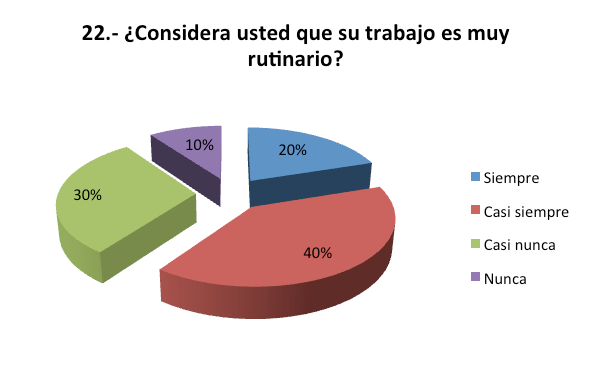 22.- ¿Considera usted que su trabajo es muy
rutinario?
10%
20%
30%
40%
Siempre
Casi siempre
Casi nunca
Nunca